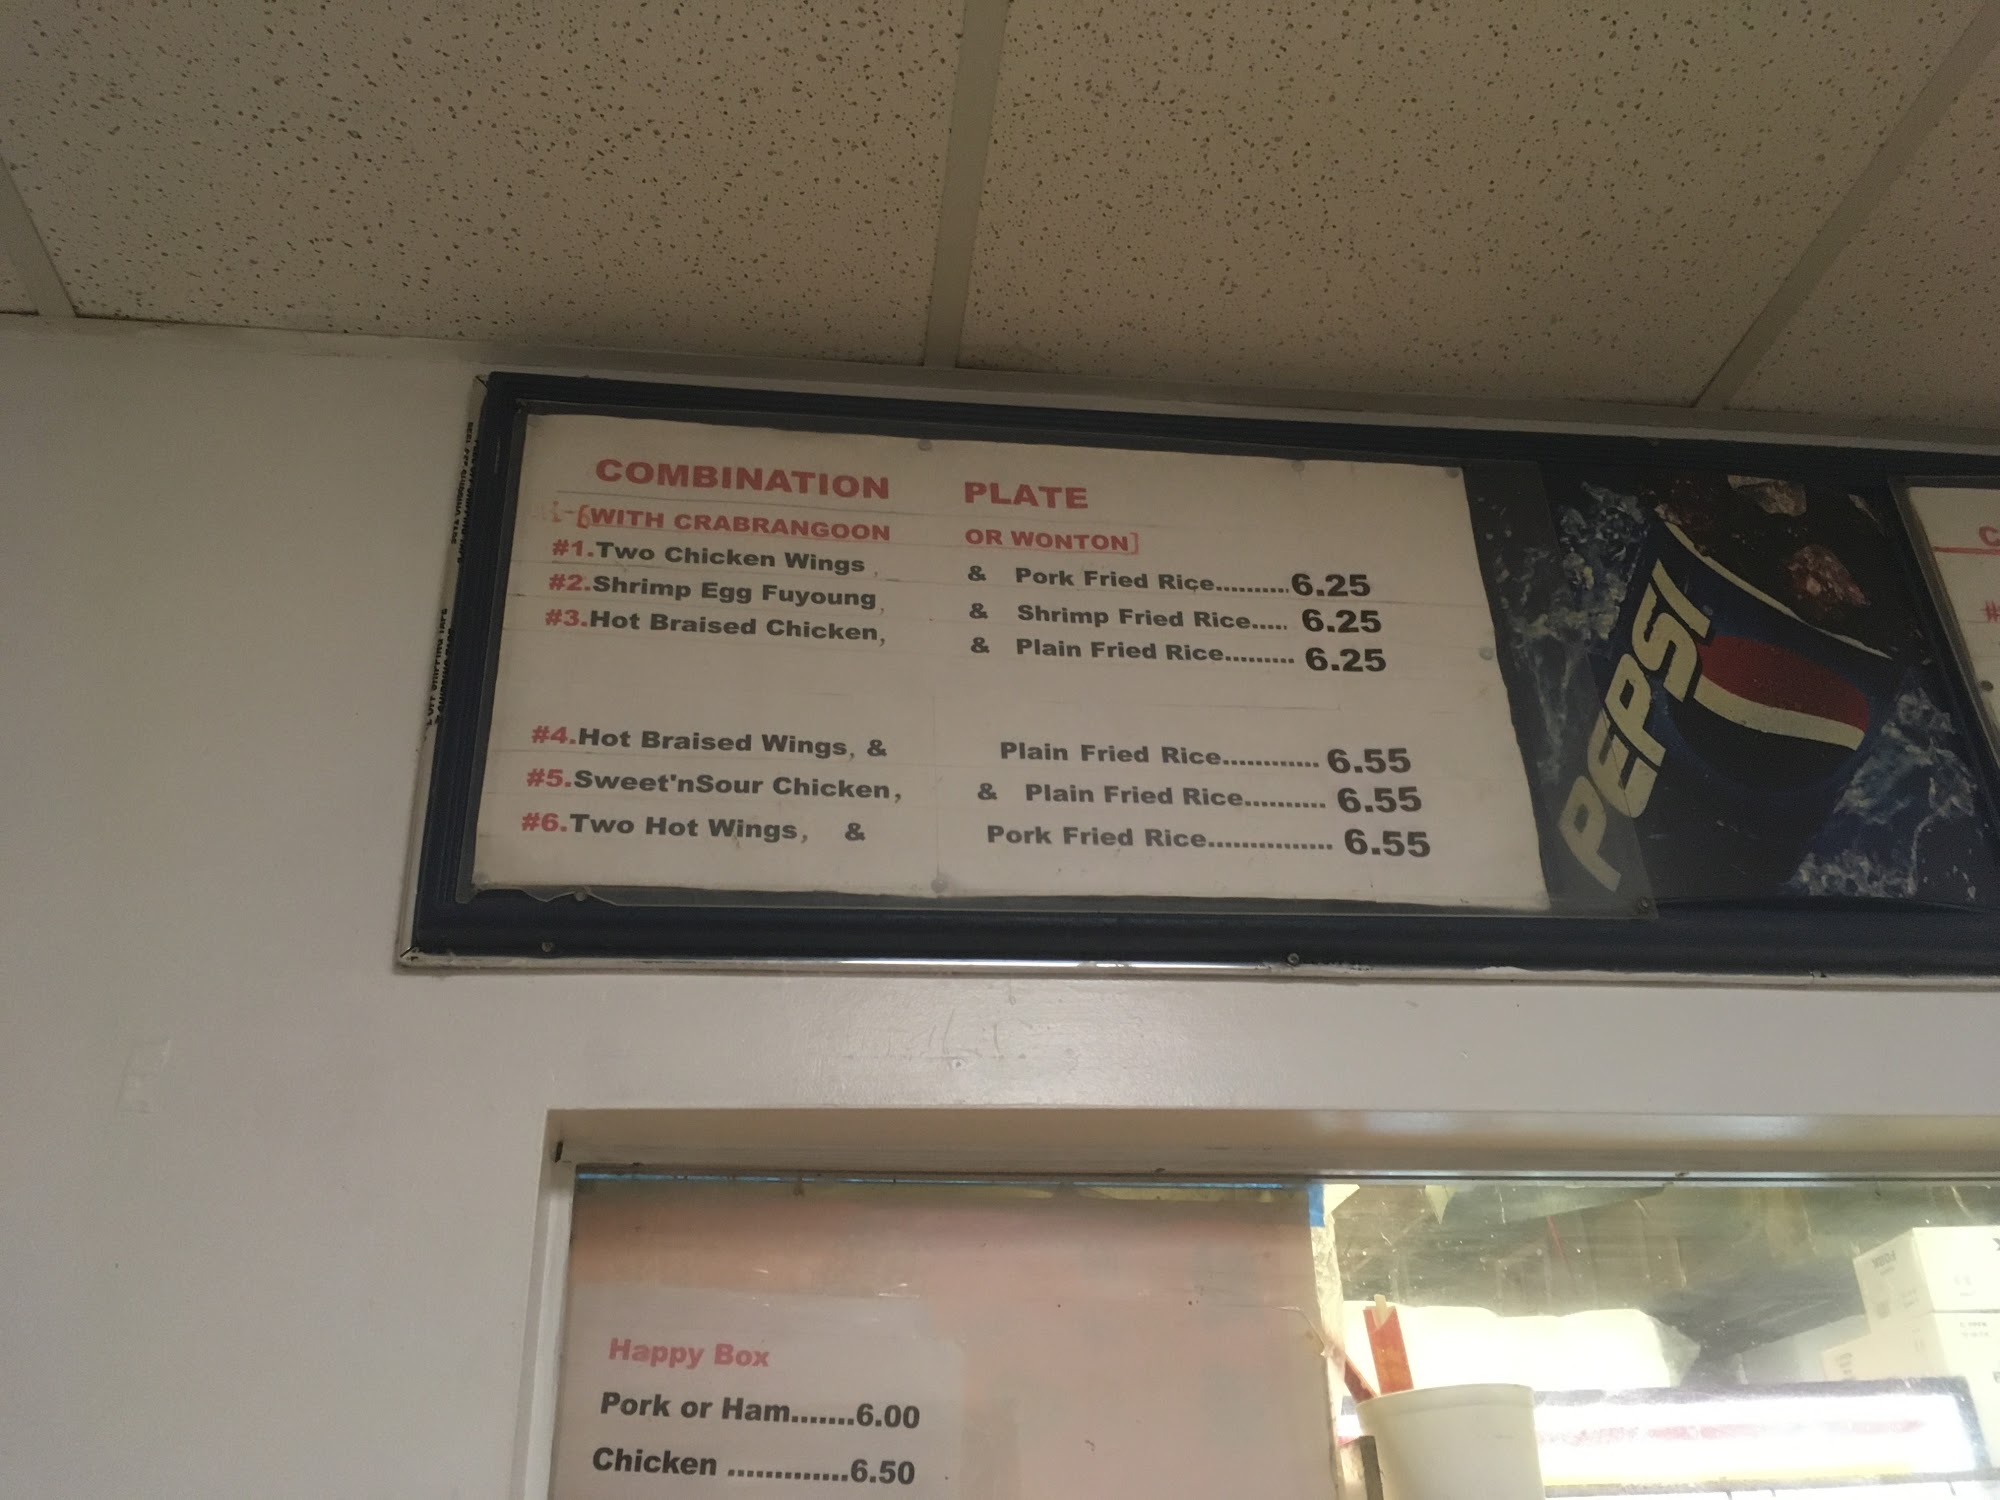 COMBINATION PLATE
1-6[WITH CRABRANGOON OR WONTON]
#1.Two Chicken Wings, & Pork Fried Rice..........6.25
#2.Shrimp Egg Fuyoung, & Shrimp Fried Rice..... 6.25
#3.Hot Braised Chicken, & Plain Fried Rice......... 6.25
#4.Hot Braised Wings, & Plain Fried Rice............ 6.55
#5.Sweet'nSour Chicken, & Plain Fried Rice.......... 6.55
#6.Two Hot Wings, & Pork Fried Rice............... 6.55
PEPSI
Happy Box
Pork or Ham.......6.00
Chicken .............6.50